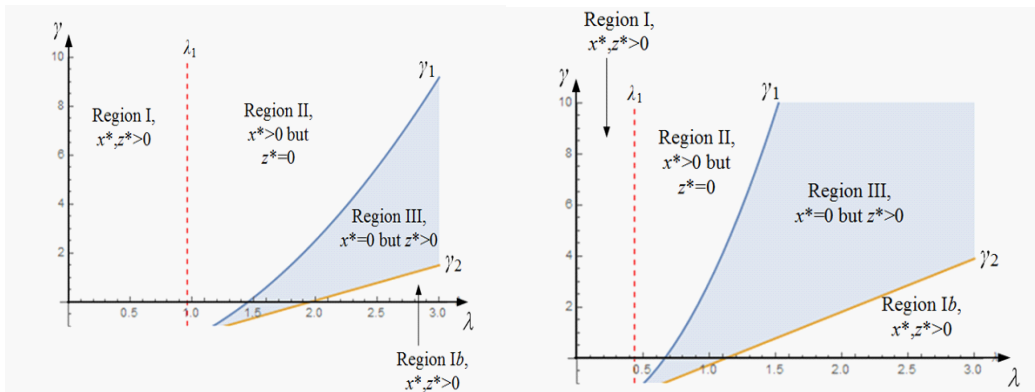 γ
λ₁
γ₁
10
8
6
4
2
Region I,
x*,z*>0
Region II,
x*>0 but
z*=0
Region III,
x*=0 but z*>0
γ₂
0.5
1.0
1.5
2.0
2.5
3.0
λ
Region Ib,
x*,z*>0
Region I,
x*,z*>0
γ
λ₁
γ₁
10
8
6
4
2
Region II,
x*>0 but
z*=0
Region III,
x*=0 but z*>0
γ₂
Region Ib,
x*,z*>0
0.5
1.0
1.5
2.0
2.5
3.0
λ